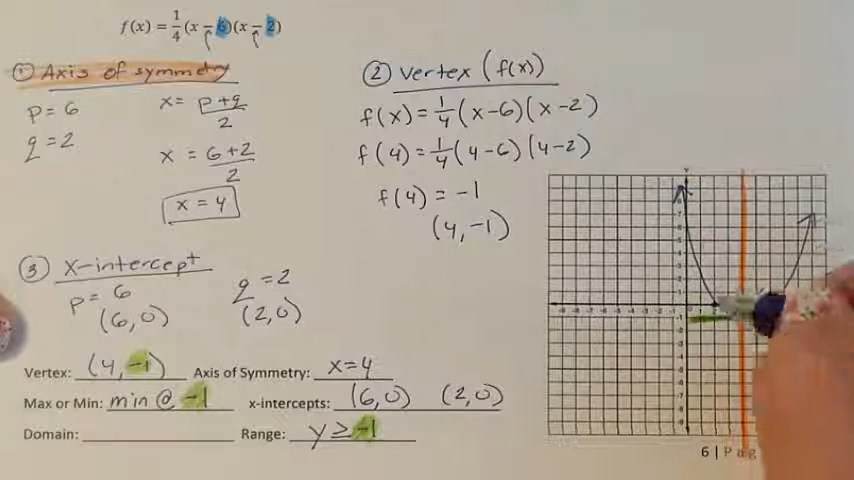 f(x) = 1/4 (x − 6)(x − 2)
① Axis of symmetry
p = 6
q = 2
x = p+q/2
x = 6+2/2
x = 4
② Vertex (f(x))
f(x) = 1/4 (x-6)(x-2)
f(4) = 1/4 (4-6)(4-2)
f(4) = -1
(4, -1)
③ x-intercept
p = 6
(6,0)
q = 2
(2,0)
Vertex: (4, -1) Axis of Symmetry: x=4
Max or Min: min @ -1 x-intercepts: (6,0) (2,0)
Domain: Range: y ≥ -1
6 | Pag